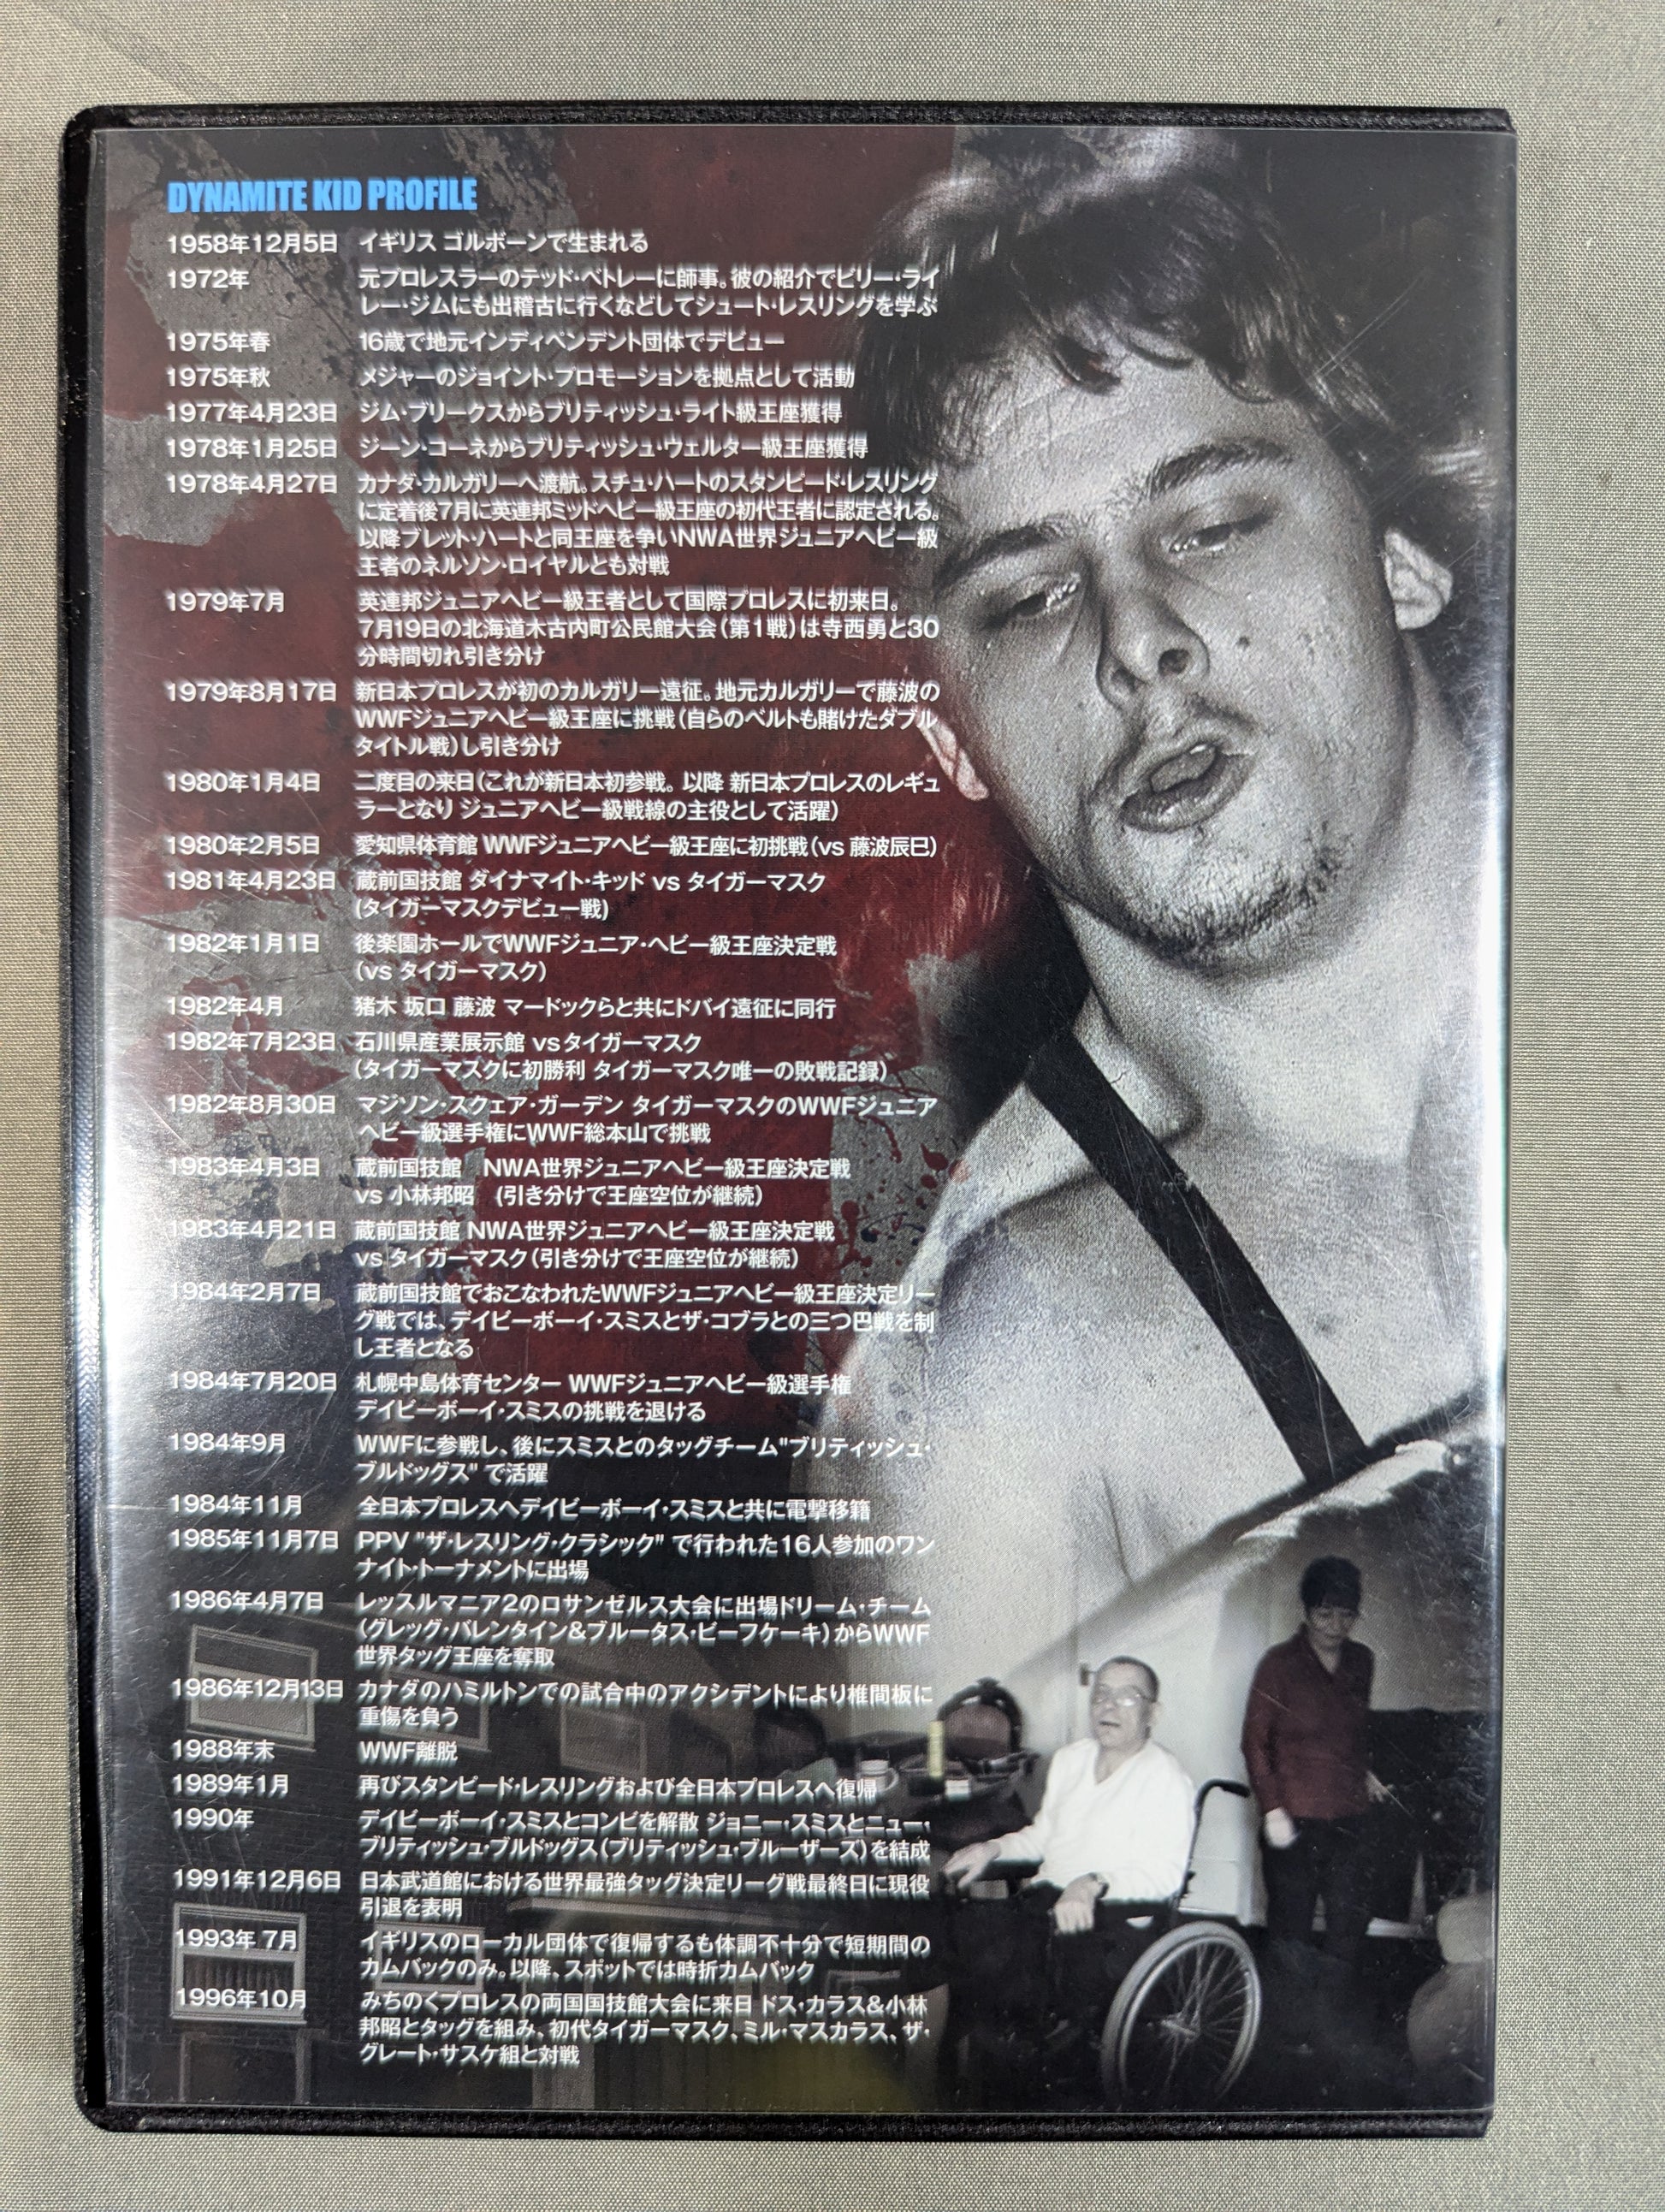 DYNAMITE KID PROFILE
1958年12月5日 イギリス ゴルボーンで生まれる
1972年 元プロレスラーのテッド・ベトレーに師事。彼の紹介でビリー・ライ
レー・ジムにも出稽古に行くなどしてシュート・レスリングを学ぶ
1975年春 16歳で地元インディペンデント団体でデビュー
1975年秋 メジャーのジョイント・プロモーションを拠点として活動
1977年4月23日 ジム・ブリークスからブリティッシュ・ライト級王座獲得
1978年1月25日 ジーン・コーネからブリティッシュ・ウェルター級王座獲得
1978年4月27日 カナダ・カルガリーへ渡航。スチュ・ハートのスタンピード・レスリング
に定着後7月に英連邦ミッドヘビー級王座の初代王者に認定される。
以降ブレット・ハートと同王座を争いNWA世界ジュニアヘビー級
王者のネルソン・ロイヤルとも対戦
1979年7月 英連邦ジュニアヘビー級王者として国際プロレスに初来日。
7月19日の北海道木古内町公民館大会（第1戦）は寺西勇と30
分時間切れ引き分け
1979年8月17日 新日本プロレスが初のカルガリー遠征。地元カルガリーで藤波の
WWFジュニアヘビー級王座に挑戦（自らのベルトも賭けたダブル
タイトル戦）し引き分け
1980年1月4日 二度目の来日（これが新日本初参戦。以降 新日本プロレスのレギュ
ラーとなり ジュニアヘビー級戦線の主役として活躍）
1980年2月5日 愛知県体育館 WWFジュニアヘビー級王座に初挑戦（vs 藤波辰巳）
1981年4月23日 蔵前国技館 ダイナマイト・キッド vs タイガーマスク
(タイガーマスクデビュー戦)
1982年1月1日 後楽園ホールでWWFジュニア・ヘビー級王座決定戦
（vs タイガーマスク）
1982年4月 猪木 坂口 藤波 マードックらと共にドバイ遠征に同行
1982年7月23日 石川県産業展示館 vsタイガーマスク
（タイガーマスクに初勝利 タイガーマスク唯一の敗戦記録）
1982年8月30日 マジソン・スクェア・ガーデン タイガーマスクのWWFジュニア
ヘビー級選手権にWWF総本山で挑戦
1983年4月3日 蔵前国技館　NWA世界ジュニアヘビー級王座決定戦
vs 小林邦昭　(引き分けで王座空位が継続)
1983年4月21日 蔵前国技館 NWA世界ジュニアヘビー級王座決定戦
vs タイガーマスク（引き分けで王座空位が継続）
1984年2月7日 蔵前国技館でおこなわれたWWFジュニアヘビー級王座決定リー
グ戦では、デイビーボーイ・スミスとザ・コブラとの三つ巴戦を制
し王者となる
1984年7月20日 札幌中島体育センター WWFジュニアヘビー級選手権
デイビーボーイ・スミスの挑戦を退ける
1984年9月 WWFに参戦し、後にスミスとのタッグチーム"ブリティッシュ・
ブルドッグス" で活躍
1984年11月 全日本プロレスへデイビーボーイ・スミスと共に電撃移籍
1985年11月7日 PPV "ザ・レスリング・クラシック" で行われた16人参加のワン
ナイト・トーナメントに出場
1986年4月7日 レッスルマニア2のロサンゼルス大会に出場ドリーム・チーム
（グレッグ・バレンタイン&ブルータス・ビーフケーキ）からWWF
世界タッグ王座を奪取
1986年12月13日 カナダのハミルトンでの試合中のアクシデントにより椎間板に
重傷を負う
1988年末 WWF離脱
1989年1月 再びスタンピード・レスリングおよび全日本プロレスへ復帰
1990年 デイビーボーイ・スミスとコンビを解散 ジョニー・スミスとニュー・
ブリティッシュ・ブルドッグス（ブリティッシュ・ブルーザーズ）を結成
1991年12月6日 日本武道館における世界最強タッグ決定リーグ戦最終日に現役
引退を表明
1993年 7月 イギリスのローカル団体で復帰するも体調不十分で短期間の
カムバックのみ。以降、スポットでは時折カムバック
1996年10月 みちのくプロレスの両国国技館大会に来日 ドス・カラス&小林
邦昭とタッグを組み、初代タイガーマスク、ミル・マスカラス、ザ・
グレート・サスケ組と対戦